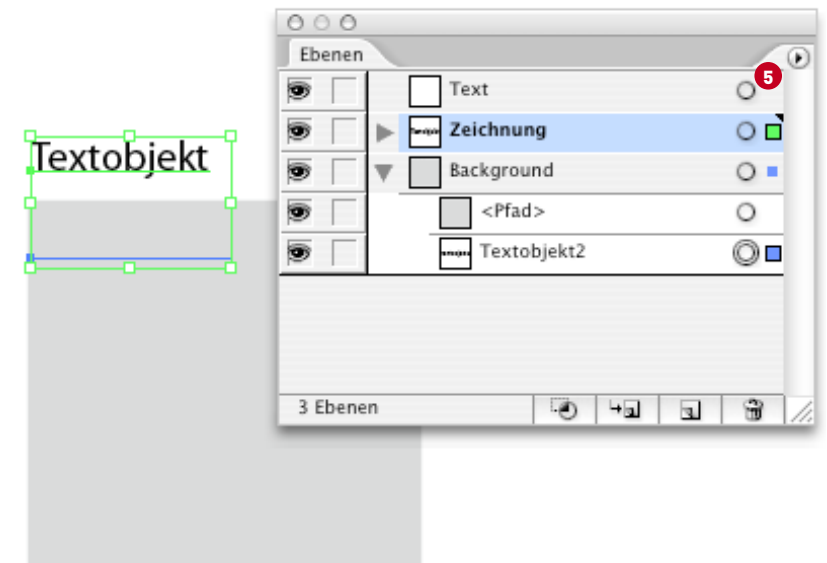 Ebenen
5
Text
Zeichnung
Textobjekt
Background
<Pfad>
Textobjekt2
3 Ebenen